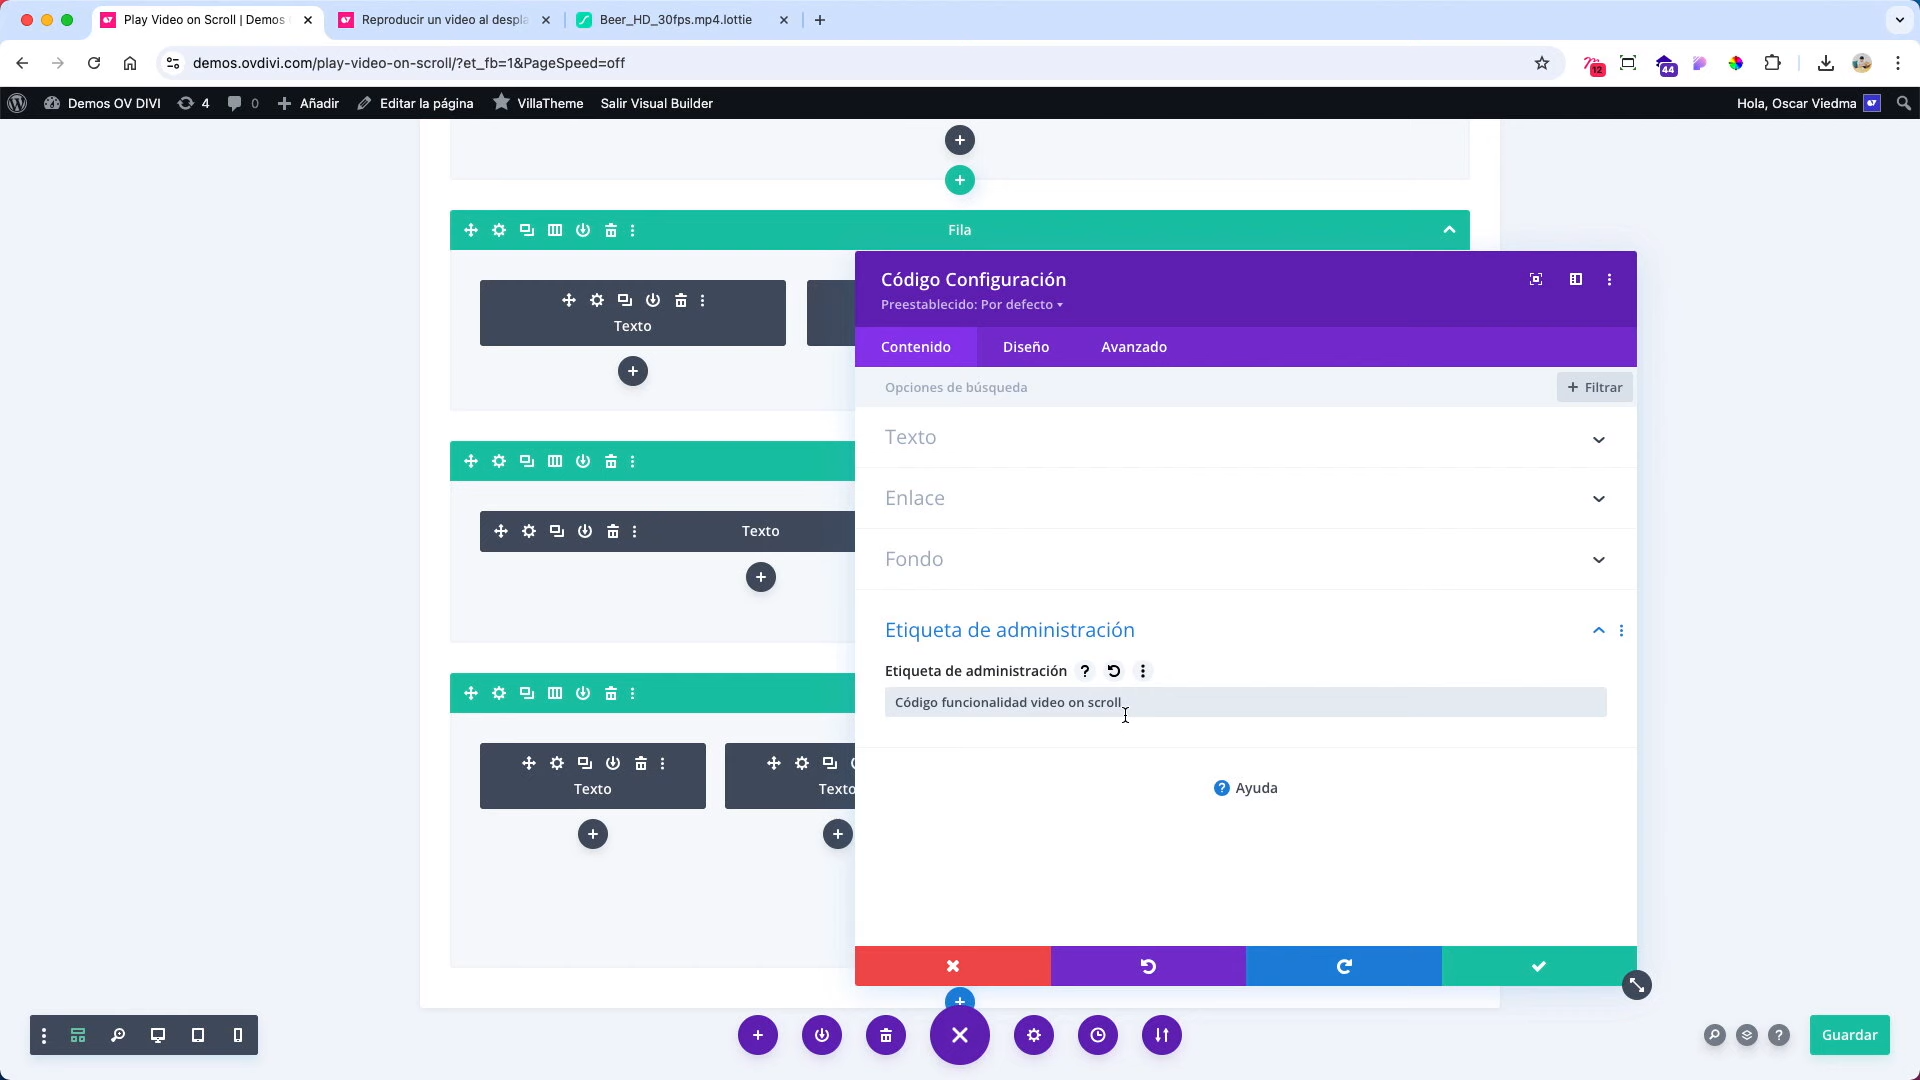 Play Video on Scroll | Demos
Reproducir un video al despla
Beer_HD_30fps.mp4.lottie
demos.ovdivi.com/play-video-on-scroll/?et_fb=1&PageSpeed=off
12
44
Demos OV DIVI
4
0
Añadir
Editar la página
VillaTheme
Salir Visual Builder
Hola, Oscar Viedma
Fila
Texto
Código Configuración
Preestablecido: Por defecto
Contenido
Diseño
Avanzado
Opciones de búsqueda
+ Filtrar
Texto
Enlace
Fondo
Texto
Etiqueta de administración
Etiqueta de administración ?
Código funcionalidad video on scroll
Texto
Texto
? Ayuda
?
Guardar